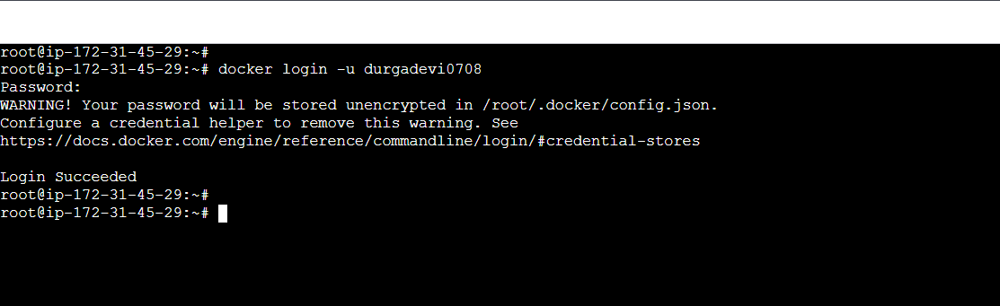 root@ip-172-31-45-29:~#
root@ip-172-31-45-29:~# docker login -u durgadevi0708
Password:
WARNING! Your password will be stored unencrypted in /root/.docker/config.json.
Configure a credential helper to remove this warning. See
https://docs.docker.com/engine/reference/commandline/login/#credential-stores
Login Succeeded
root@ip-172-31-45-29:~#
root@ip-172-31-45-29:~#